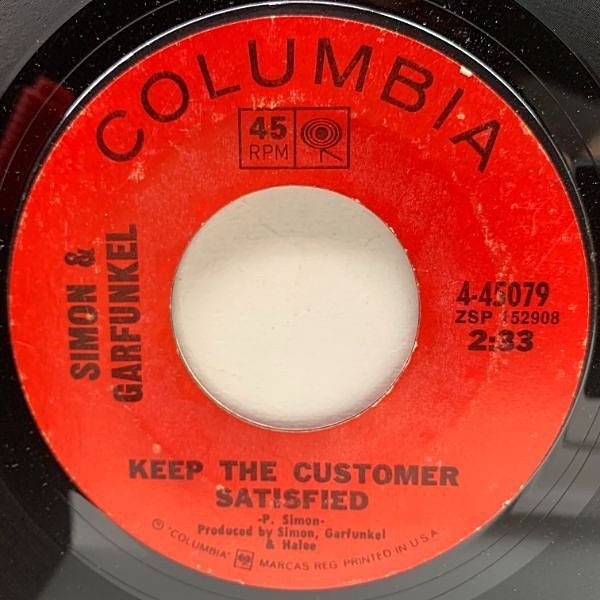 COLUMBIA
45
RPM
SIMON &
GARFUNKEL
4-45079
ZSP 152908
2:33
KEEP THE CUSTOMER
SATISFIED
-P. Simon-
Produced by Simon, Garfunkel
& Halee
® "COLUMBIA" MARCAS REG PRINTED IN U.S.A.